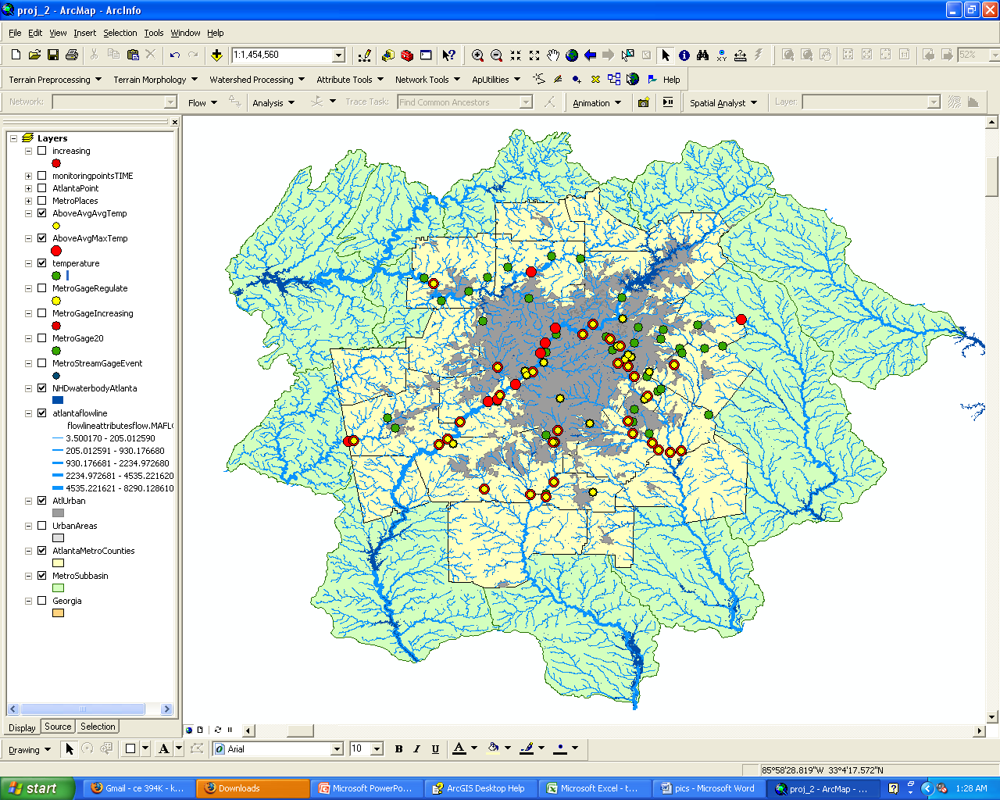 proj_2 - ArcMap - ArcInfo
File Edit View Insert Selection Tools Window Help
1:1,454,560 52%
Terrain Preprocessing Terrain Morphology Watershed Processing Attribute Tools Network Tools ApUtilities Help
Network: Flow Analysis Trace Task: Find Common Ancestors Animation Spatial Analyst Layer:
Layers
increasing
monitoringpointsTIME
AtlantaPoint
MetroPlaces
AboveAvgAvgTemp
AboveAvgMaxTemp
temperature
MetroGageRegulate
MetroGageIncreasing
MetroGage20
MetroStreamGageEvent
NHDwaterbodyAtlanta
atlantaflowline
flowlineattributesflow.MAFL
3.500170 - 205.012590
205.012591 - 930.176680
930.176681 - 2234.972680
2234.972681 - 4535.221620
4535.221621 - 8290.128610
AtlUrban
UrbanAreas
AtlantaMetroCounties
MetroSubbasin
Georgia
Display Source Selection
Drawing A Arial 10 B I U A
85°58'28.819"W 33°4'17.572"N
start Gmail - ce 394K - k... Downloads Microsoft PowerPo... ArcGIS Desktop Help Microsoft Excel - t... pics - Microsoft Word proj_2 - ArcMap - ... 1:28 AM